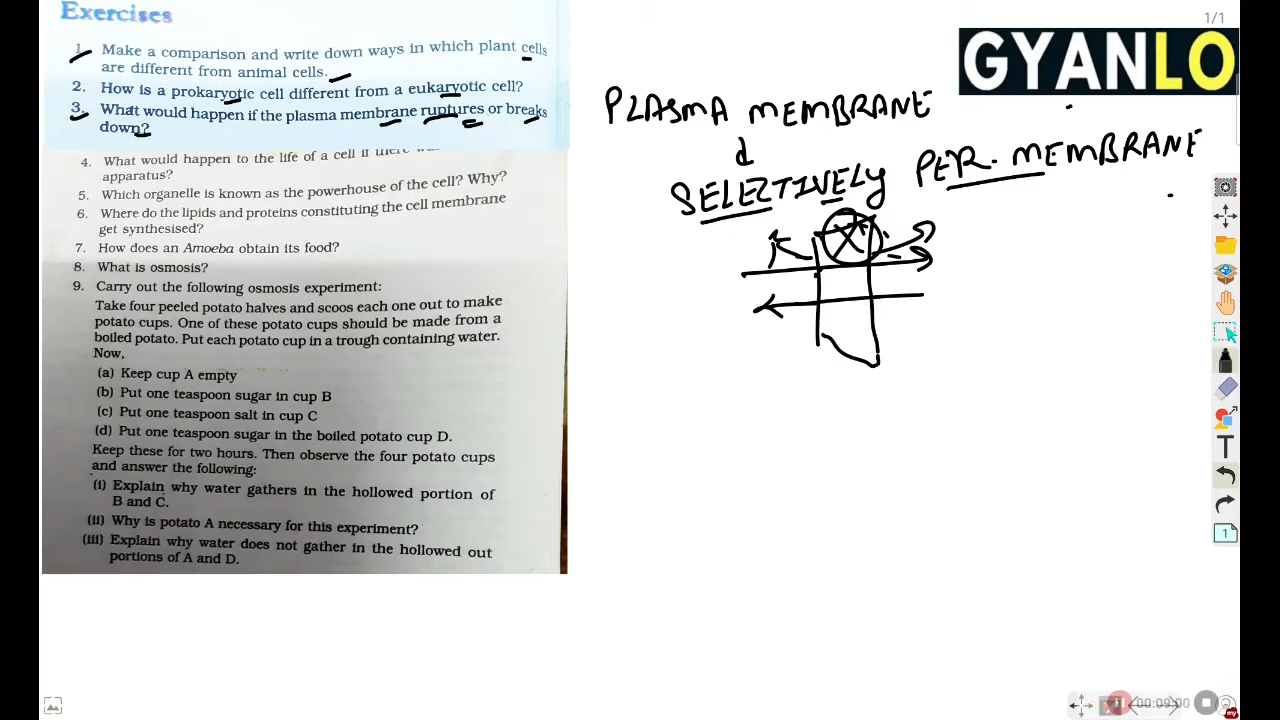 Exercises
1. Make a comparison and write down ways in which plant cells
are different from animal cells.
2. How is a prokaryotic cell different from a eukaryotic cell?
3. What would happen if the plasma membrane ruptures or breaks
down?
4. What would happen to the life of a cell if there
apparatus?
5. Which organelle is known as the powerhouse of the cell? Why?
6. Where do the lipids and proteins constituting the cell membrane
get synthesised?
7. How does an Amoeba obtain its food?
8. What is osmosis?
9. Carry out the following osmosis experiment:
Take four peeled potato halves and scoos each one out to make
potato cups. One of these potato cups should be made from a
boiled potato. Put each potato cup in a trough containing water.
Now,
(a) Keep cup A empty
(b) Put one teaspoon sugar in cup B
(c) Put one teaspoon salt in cup C
(d) Put one teaspoon sugar in the boiled potato cup D.
Keep these for two hours. Then observe the four potato cups
and answer the following:
(i) Explain why water gathers in the hollowed portion of
B and C.
(ii) Why is potato A necessary for this experiment?
(iii) Explain why water does not gather in the hollowed out
portions of A and D.
1/1
GYANLO
PLASMA MEMBRANE
SELECTIVELY PER. MEMBRANE
T
1
00:09:00